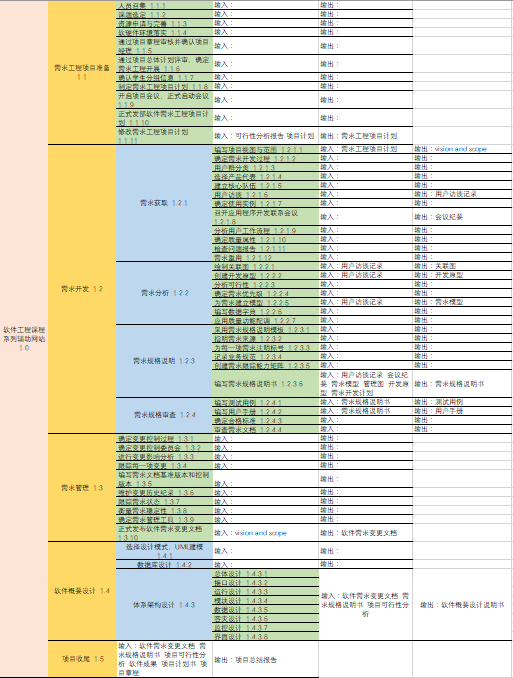 人员召集 1.1.1 输入： 输出：
课题选定 1.1.2 输入： 输出：
资源申请与完善 1.1.3 输入： 输出：
软硬件环境落实 1.1.4 输入： 输出：
通过项目章程审核并确认项目
经理 1.1.5 输入： 输出：
通过项目总体计划评审，确定
需求工程开展 1.1.6 输入： 输出：
确认学生分组信息 1.1.7 输入： 输出：
制定需求工程项目计划 1.1.8 输入： 输出：
开启项目会议，正式启动会议
1.1.9 输入： 输出：
正式发部软件需求工程项目计
划 1.1.10 输入： 输出：
修改需求工程项目计划
1.1.11 输入：可行性分析报告 项目计划 输出：需求工程项目计划
需求工程项目准备
1.1
编写项目视图与范围 1.2.1.1 输入：需求工程项目计划 输出：vision and scope
确定需求开发过程 1.2.1.2 输入： 输出：
用户群分类 1.2.1.3 输入： 输出：
选择产品代表 1.2.1.4 输入： 输出：
建立核心队伍 1.2.1.5 输入： 输出：
用户访谈 1.2.1.6 输入： 输出：用户访谈记录
确定使用实例 1.2.1.7 输入： 输出：
召开应用程序开发联系会议
1.2.1.8 输入： 输出：会议纪要
分析用户工作流程 1.2.1.9 输入： 输出：
确定质量属性 1.2.1.10 输入： 输出：
检查问题报告 1.2.1.11 输入： 输出：
需求重用 1.2.1.12 输入： 输出：
需求获取 1.2.1
绘制关联图 1.2.2.1 输入：用户访谈记录 输出：关联图
创建开发原型 1.2.2.2 输入：用户访谈记录 输出：开发原型
分析可行性 1.2.2.3 输入： 输出：
确定需求优先级 1.2.2.4 输入： 输出：
为需求建立模型 1.2.2.5 输入：用户访谈记录 输出：需求模型
编写数据字典 1.2.2.6 输入： 输出：
应用质量功能配调 1.2.2.7 输入： 输出：
需求分析 1.2.2
需求开发 1.2
采用需求规格说明模板 1.2.3.1 输入： 输出：
指明需求来源 1.2.3.2 输入： 输出：
为每一项需求注明标号 1.2.3.3 输入： 输出：
记录业务规范 1.2.3.4 输入： 输出：
创建需求跟踪能力矩阵 1.2.3.5 输入： 输出：
编写需求规格说明书 1.2.3.6
输入：用户访谈记录 会议纪
要 需求模型 管理图 开发原
型 需求开发计划
输出：需求规格说明书
需求规格说明 1.2.3
软件工程课程
系列辅助网站
1.0
编写测试用例 1.2.4.1 输入：需求规格说明书 输出：测试用例
编写用户手册 1.2.4.2 输入：需求规格说明书 输出：用户手册
确定合格标准 1.2.4.3 输入： 输出：
审查需求文档 1.2.4.4 输入： 输出：
需求规格审查 1.2.4
确定变更控制过程 1.3.1 输入： 输出：
确定变更控制委员会 1.3.2 输入： 输出：
进行变更影响分析 1.3.3 输入： 输出：
跟踪每一项变更 1.3.4 输入： 输出：
编写需求文档基准版本和控制
版本 1.3.5 输入： 输出：
维护变更历史纪录 1.3.6 输入： 输出：
跟踪需求状态 1.3.7 输入： 输出：
衡量需求稳定性 1.3.8 输入： 输出：
确定需求管理工具 1.3.9 输入： 输出：
正式发布软件需求变更文档
1.3.10 输入：vision and scope 输出：软件需求变更文档
需求管理 1.3
选择设计模式，UML建模
1.4.1 输入： 输出：
数据库设计 1.4.2 输入： 输出：
软件概要设计 1.4
体系架构设计 1.4.3
总体设计 1.4.3.1
接口设计 1.4.3.2
运行设计 1.4.3.3
模块设计 1.4.3.4
数据设计 1.4.3.5
容灾设计 1.4.3.6
监控设计 1.4.3.7
界面设计 1.4.3.8
输入：软件需求变更文档 需
求规格说明书 项目可行性分
析
输出：软件概要设计说明书
项目收尾 1.5
输入：软件需求变更文档 需
求规格说明书 项目可行性分
析 软件成果 项目计划书 项
目章程
输出：项目总结报告